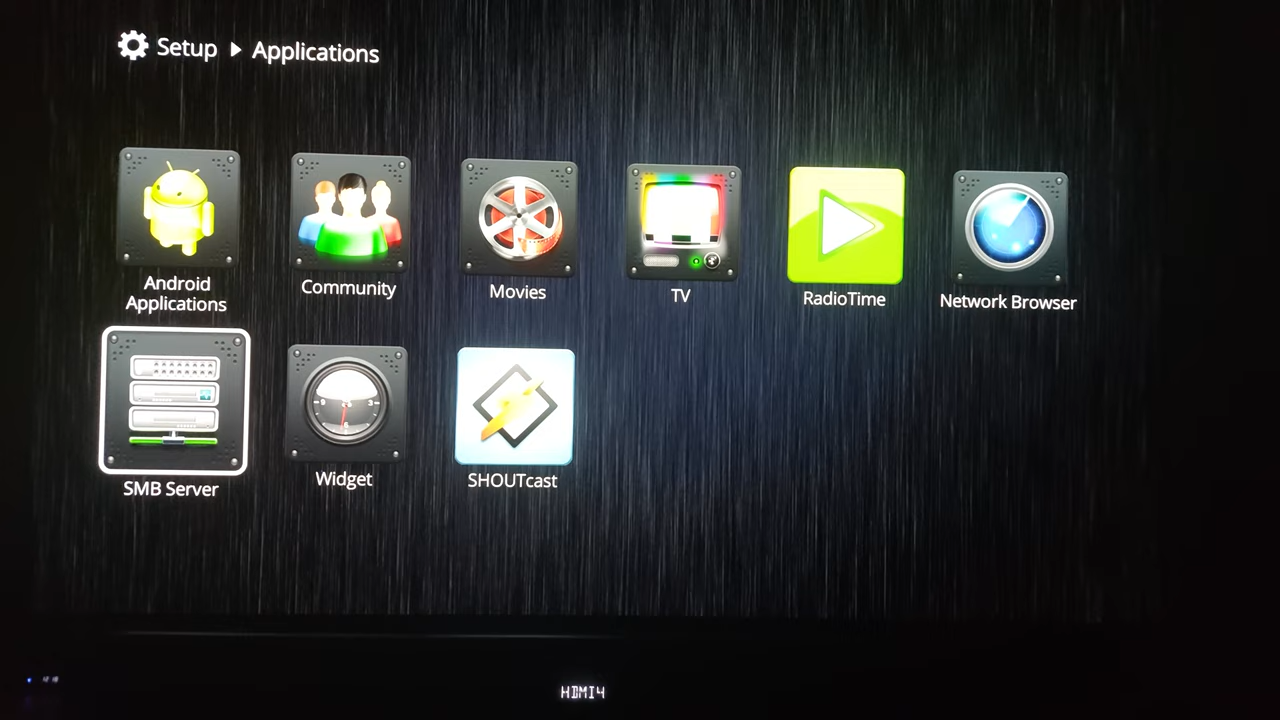 Setup ▶ Applications
Android
Applications
Community
Movies
TV
RadioTime
Network Browser
SMB Server
Widget
SHOUTcast
HDMI4